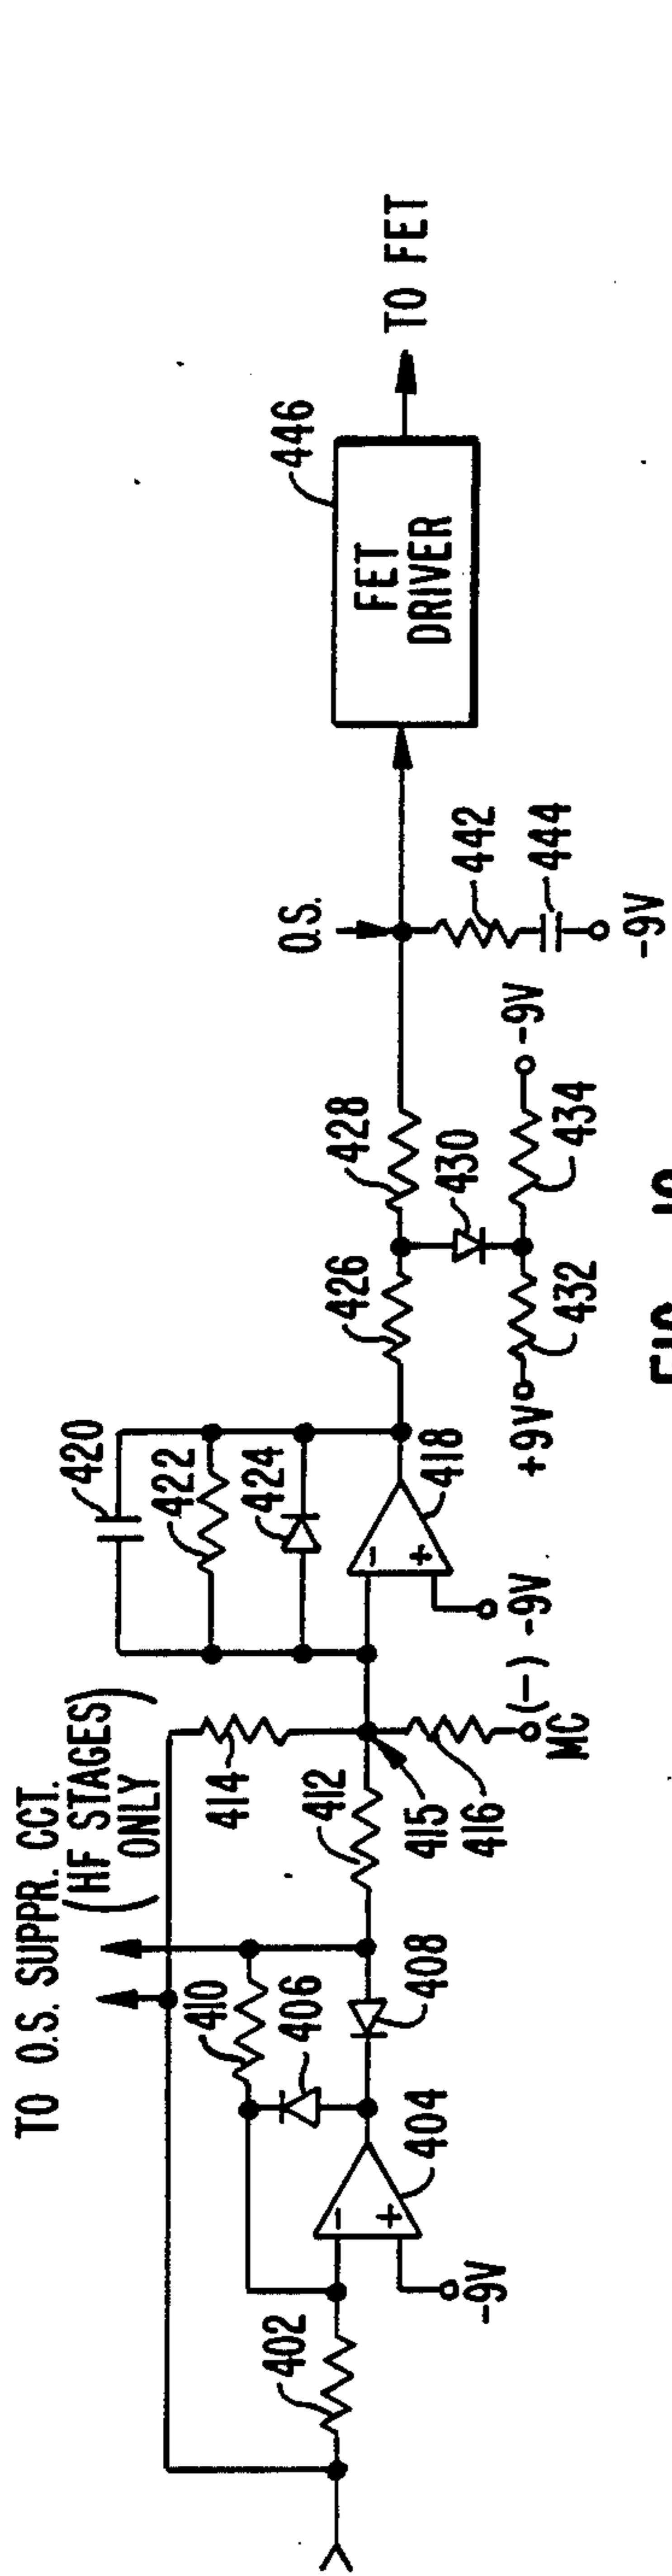 TO O.S. SUPPR. CCT.
(HF STAGES
ONLY)
402
-9V
404
406
408
410
412
414
415
416
MC
(-)
-9V
-
+
-
+
418
420
422
424
426
428
430
432
434
+9V
-9V
O.S.
442
444
-9V
FET
DRIVER
446
TO FET